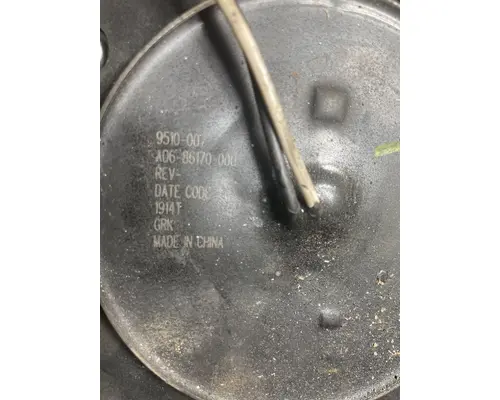 9510-007
A06-86170-000
REV-
DATE CODE
1914F
GRK
MADE IN CHINA